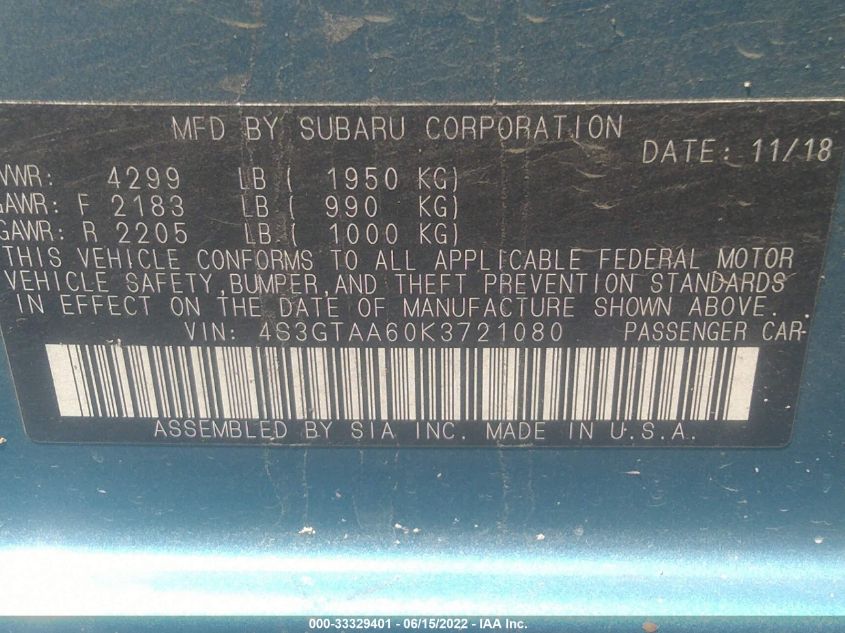 MFD BY SUBARU CORPORATION
DATE: 11/18
VWR: 4299 LB ( 1950 KG)
GAWR: F 2183 LB ( 990 KG)
GAWR: R 2205 LB ( 1000 KG)
THIS VEHICLE CONFORMS TO ALL APPLICABLE FEDERAL MOTOR
VEHICLE SAFETY,BUMPER,AND THEFT PREVENTION STANDARDS
IN EFFECT ON THE DATE OF MANUFACTURE SHOWN ABOVE.
VIN: 4S3GTAA60K3721080 PASSENGER CAR
ASSEMBLED BY SIA INC. MADE IN U.S.A.
000-33329401 - 06/15/2022 - IAA Inc.